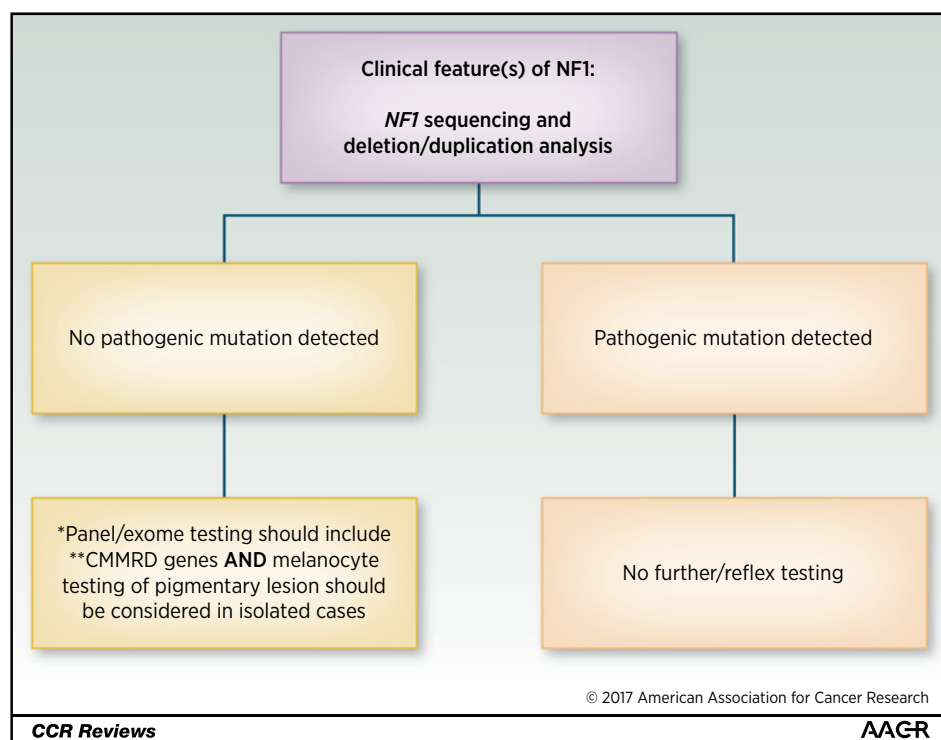 Clinical feature(s) of NF1:
NF1 sequencing and
deletion/duplication analysis
No pathogenic mutation detected
Pathogenic mutation detected
*Panel/exome testing should include
**CMMRD genes AND melanocyte
testing of pigmentary lesion should
be considered in isolated cases
No further/reflex testing
© 2017 American Association for Cancer Research
CCR Reviews
AACR